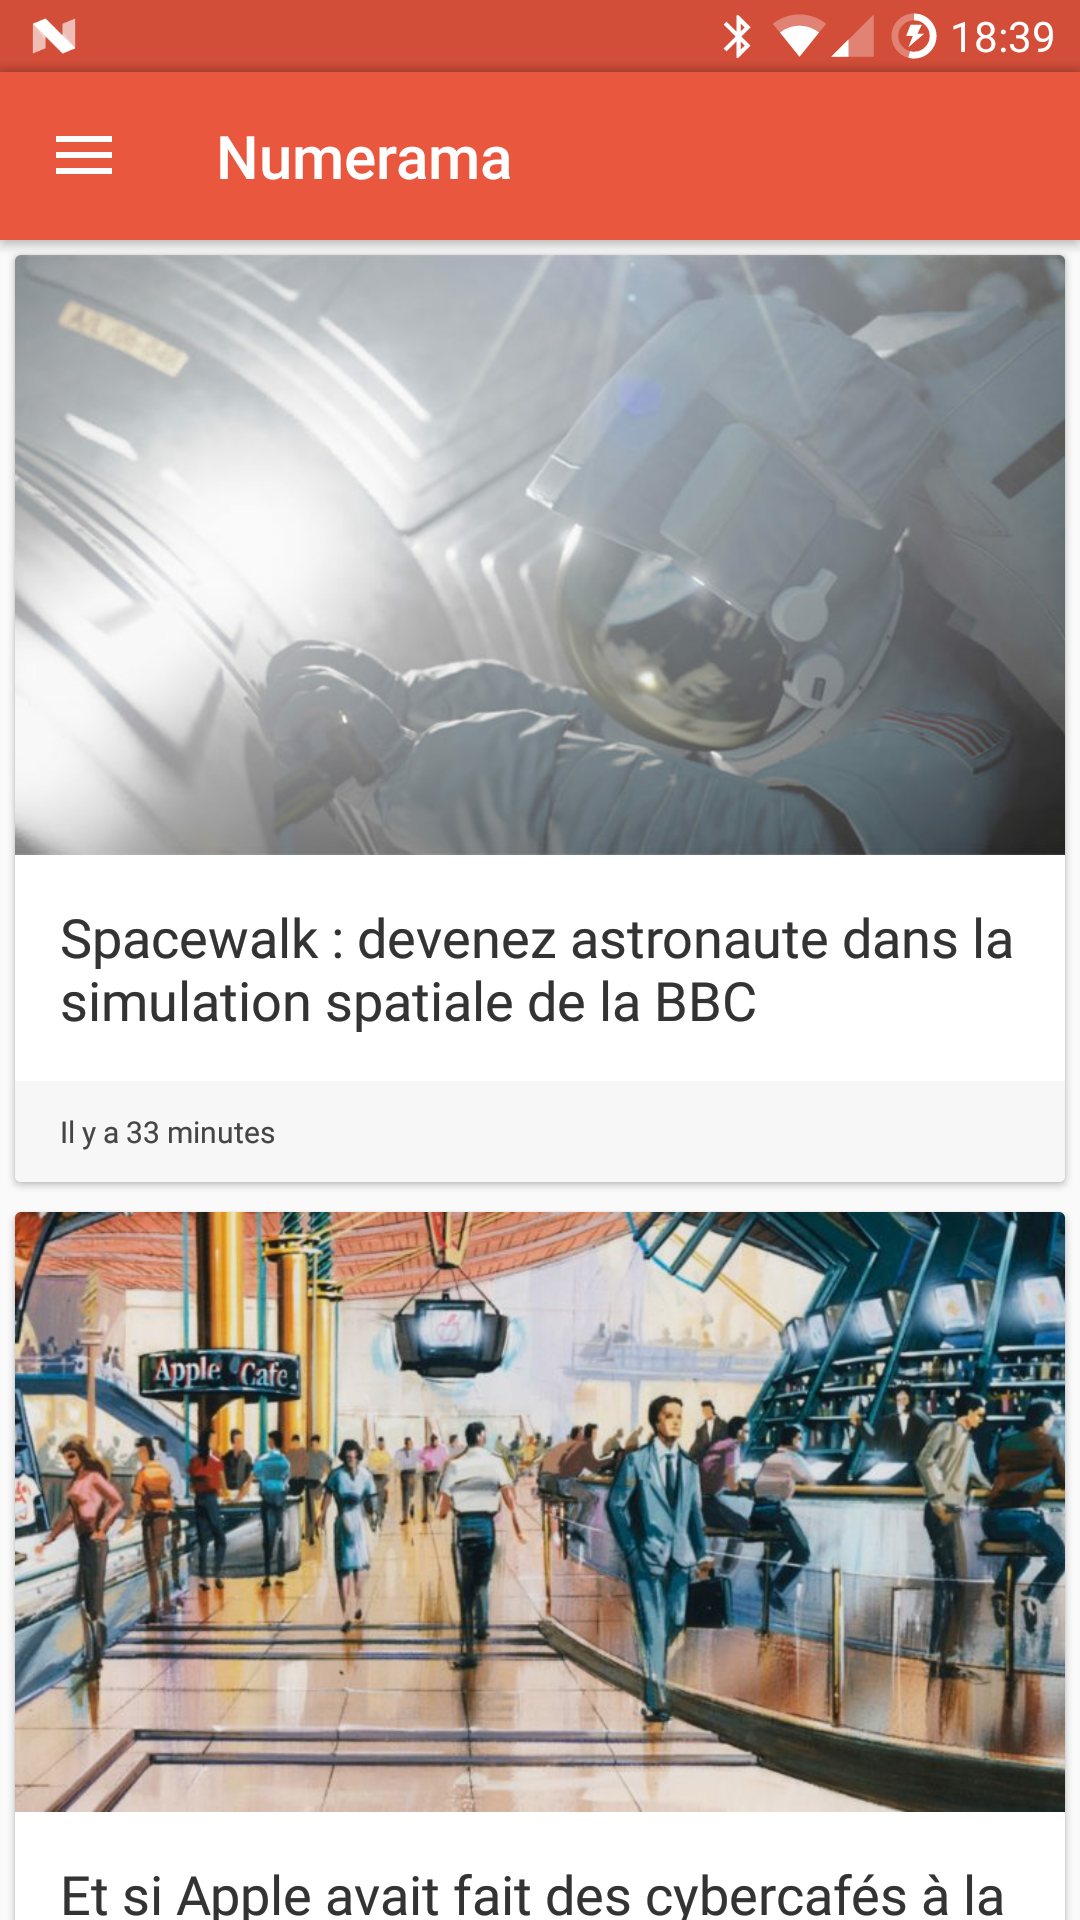 18:39
Numerama
Spacewalk : devenez astronaute dans la
simulation spatiale de la BBC
Il y a 33 minutes
Apple Cafe
Et si Apple avait fait des cybercafés à la